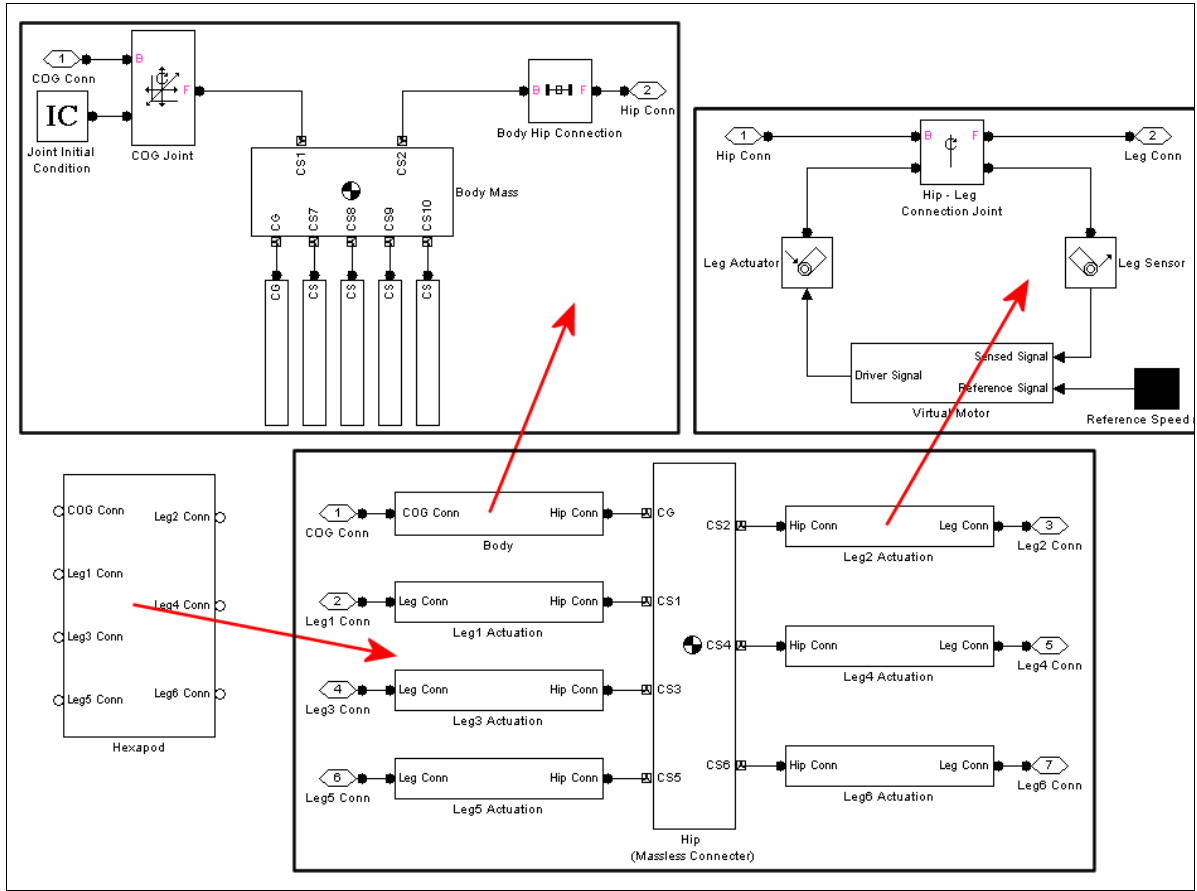 1
COG Conn
IC
Joint Initial
Condition
B
F
COG Joint
CS1
CS2
Body Mass
CG
CS7
CS8
CS9
CS10
CG
CS
CS
CS
CS
B
F
Body Hip Connection
2
Hip Conn
1
Hip Conn
B
F
Hip - Leg
Connection Joint
2
Leg Conn
Leg Actuator
Leg Sensor
Sensed Signal
Driver Signal
Reference Signal
Virtual Motor
Reference Speed
COG Conn
Leg1 Conn
Leg3 Conn
Leg5 Conn
Leg2 Conn
Leg4 Conn
Leg6 Conn
Hexapod
1
COG Conn
COG Conn
Hip Conn
Body
2
Leg1 Conn
Leg Conn
Hip Conn
Leg1 Actuation
4
Leg3 Conn
Leg Conn
Hip Conn
Leg3 Actuation
6
Leg5 Conn
Leg Conn
Hip Conn
Leg5 Actuation
CG
CS1
CS3
CS5
CS2
CS4
CS6
Hip
(Massless Connecter)
Hip Conn
Leg Conn
Leg2 Actuation
3
Leg2 Conn
Hip Conn
Leg Conn
Leg4 Actuation
5
Leg4 Conn
Hip Conn
Leg Conn
Leg6 Actuation
7
Leg6 Conn